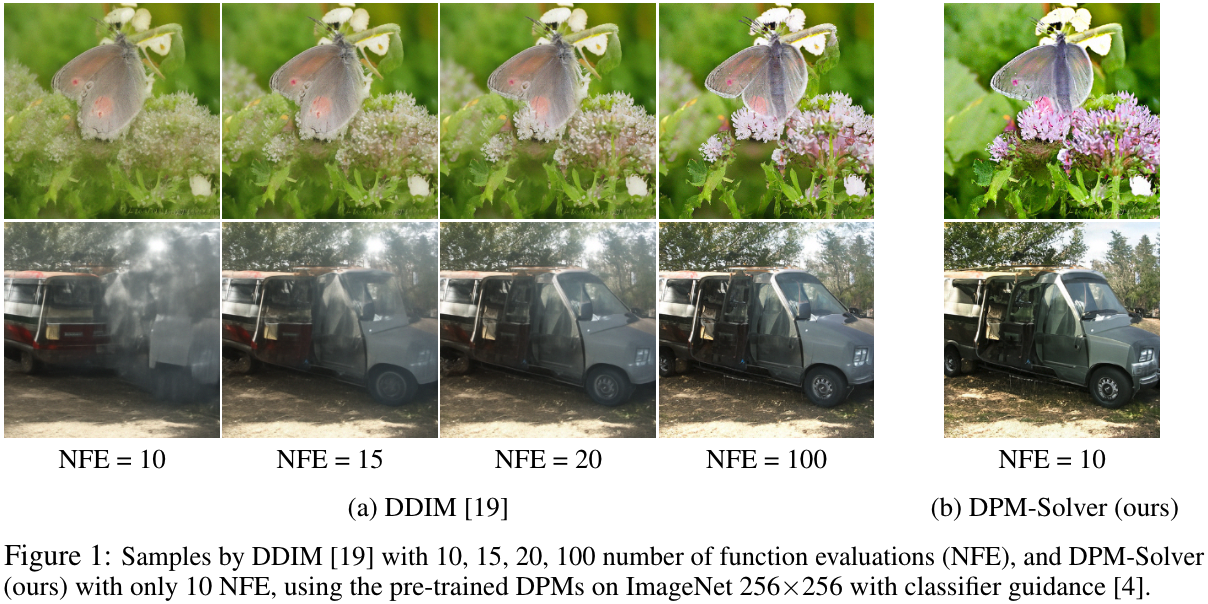 NFE = 10
NFE = 15
NFE = 20
NFE = 100
NFE = 10
(a) DDIM [19]
(b) DPM-Solver (ours)
Figure 1: Samples by DDIM [19] with 10, 15, 20, 100 number of function evaluations (NFE), and DPM-Solver
(ours) with only 10 NFE, using the pre-trained DPMs on ImageNet 256×256 with classifier guidance [4].